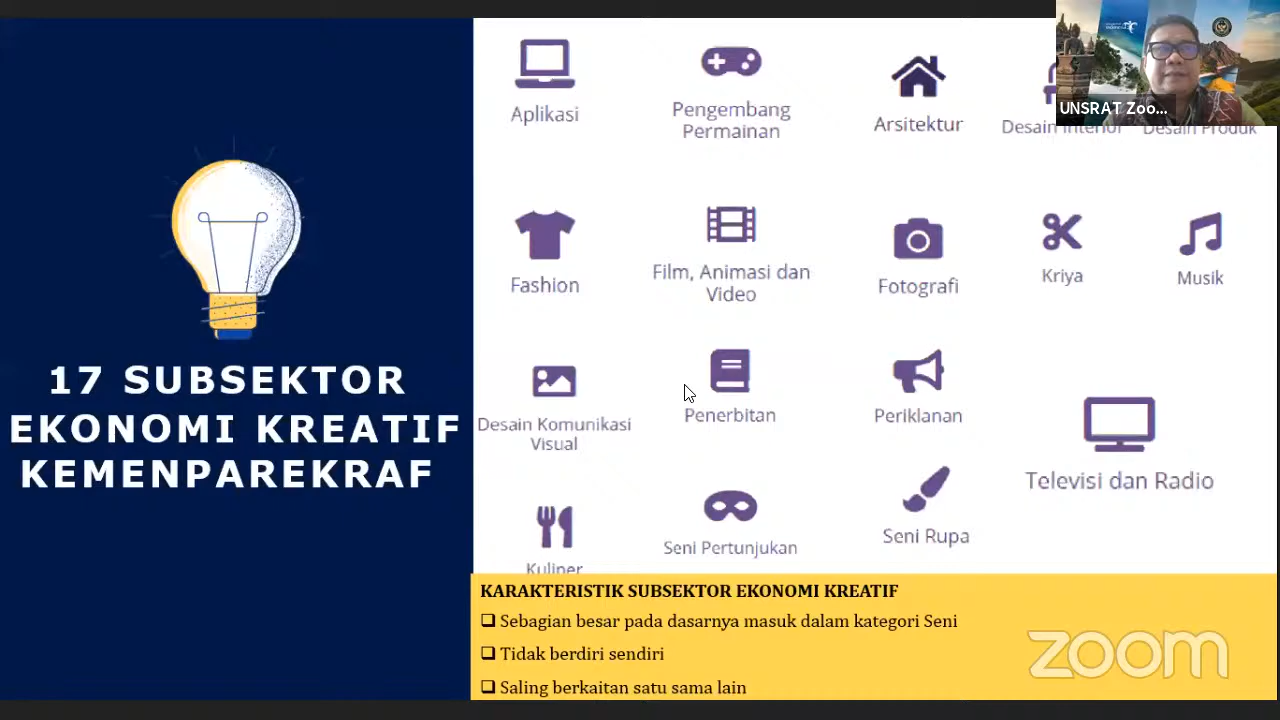 17 SUBSEKTOR
EKONOMI KREATIF
KEMENPAREKRAF
Aplikasi
Pengembang
Permainan
Arsitektur
Desain Interior
Desain Produk
UNSRAT Zoo...
Fashion
Film, Animasi dan
Video
Fotografi
Kriya
Musik
Desain Komunikasi
Visual
Penerbitan
Periklanan
Televisi dan Radio
Kuliner
Seni Pertunjukan
Seni Rupa
KARAKTERISTIK SUBSEKTOR EKONOMI KREATIF
Sebagian besar pada dasarnya masuk dalam kategori Seni
Tidak berdiri sendiri
Saling berkaitan satu sama lain
zoom